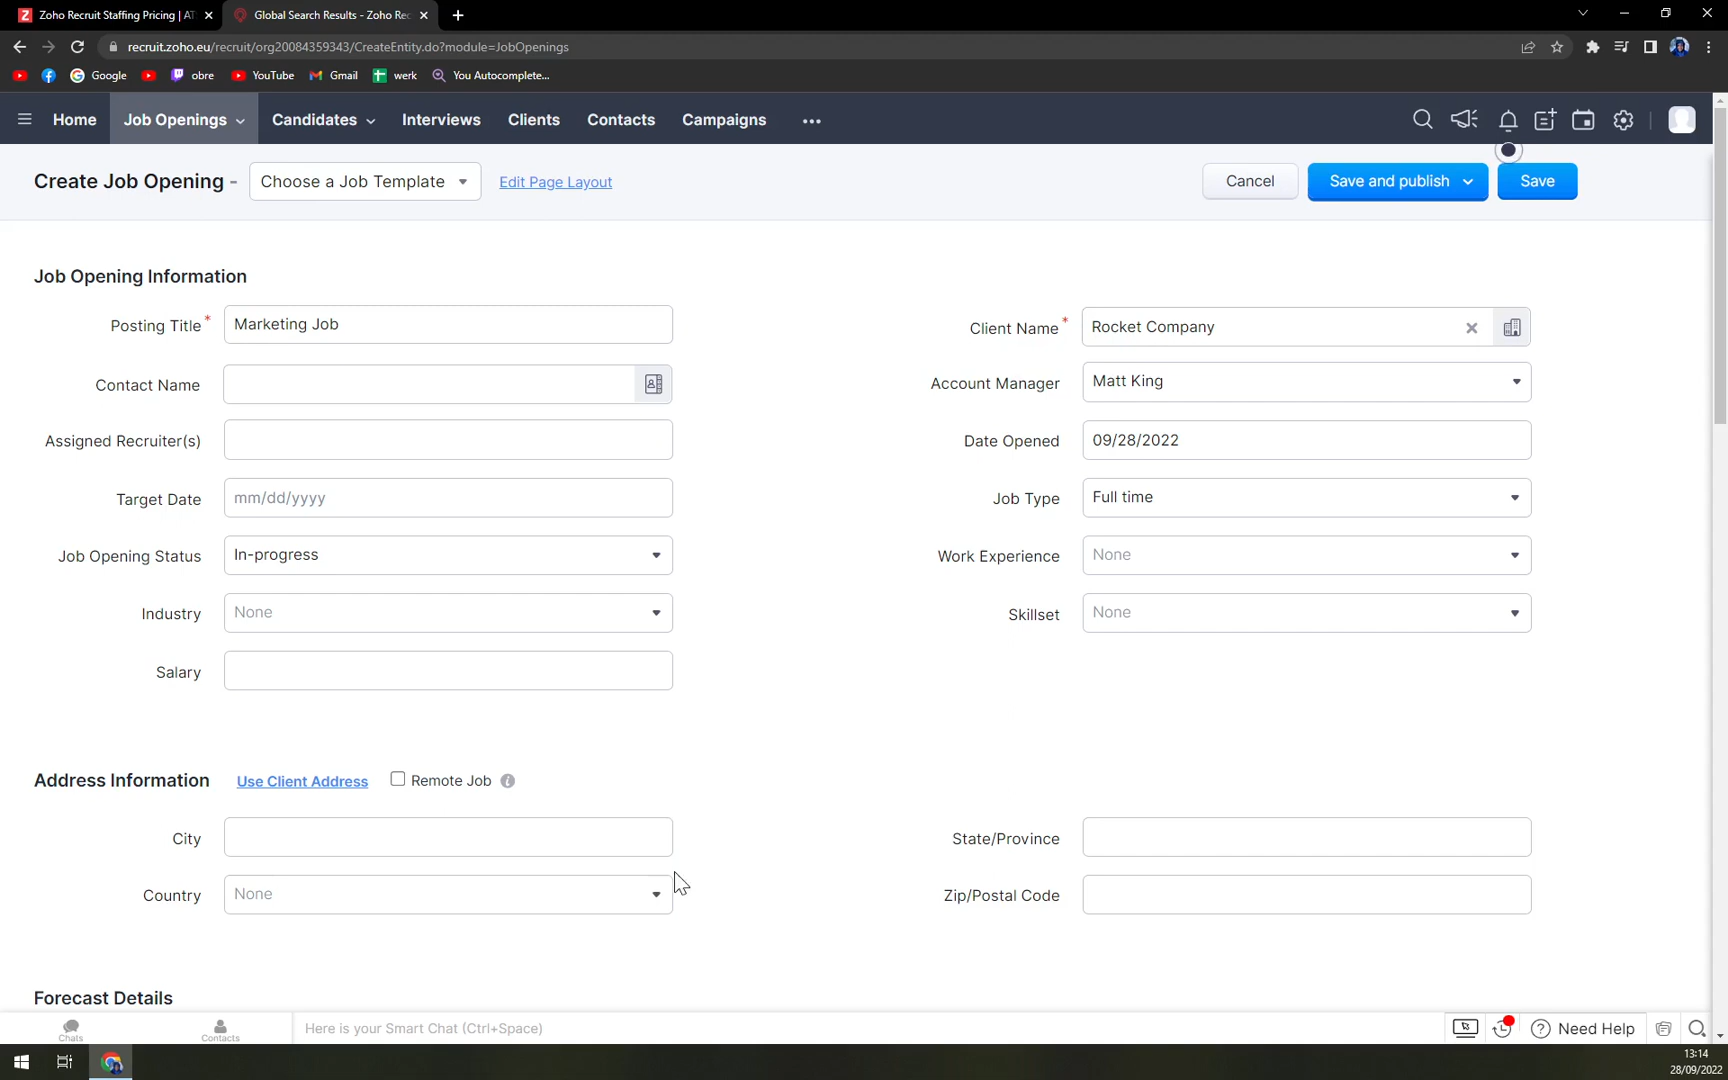 Zoho Recruit Staffing Pricing | AT
Global Search Results - Zoho Rec
recruit.zoho.eu/recruit/org20084359343/CreateEntity.do?module=JobOpenings
Google
obre
YouTube
Gmail
werk
You Autocomplete...
Home
Job Openings
Candidates
Interviews
Clients
Contacts
Campaigns
Create Job Opening -
Choose a Job Template
Edit Page Layout
Cancel
Save and publish
Save
Job Opening Information
Posting Title *
Marketing Job
Client Name *
Rocket Company
Contact Name
Account Manager
Matt King
Assigned Recruiter(s)
Date Opened
09/28/2022
Target Date
mm/dd/yyyy
Job Type
Full time
Job Opening Status
In-progress
Work Experience
None
Industry
None
Skillset
None
Salary
Address Information
Use Client Address
Remote Job
City
State/Province
Country
None
Zip/Postal Code
Forecast Details
Chats
Contacts
Here is your Smart Chat (Ctrl+Space)
Need Help
13:14
28/09/2022